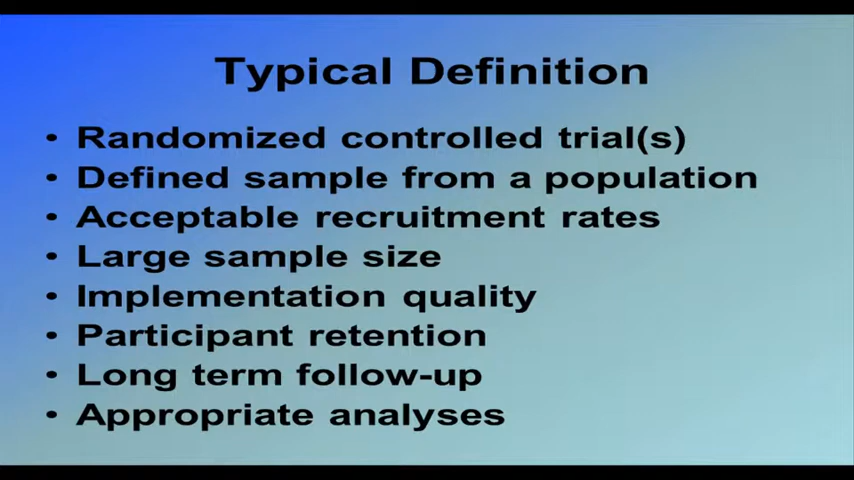 Typical Definition
• Randomized controlled trial(s)
• Defined sample from a population
• Acceptable recruitment rates
• Large sample size
• Implementation quality
• Participant retention
• Long term follow-up
• Appropriate analyses